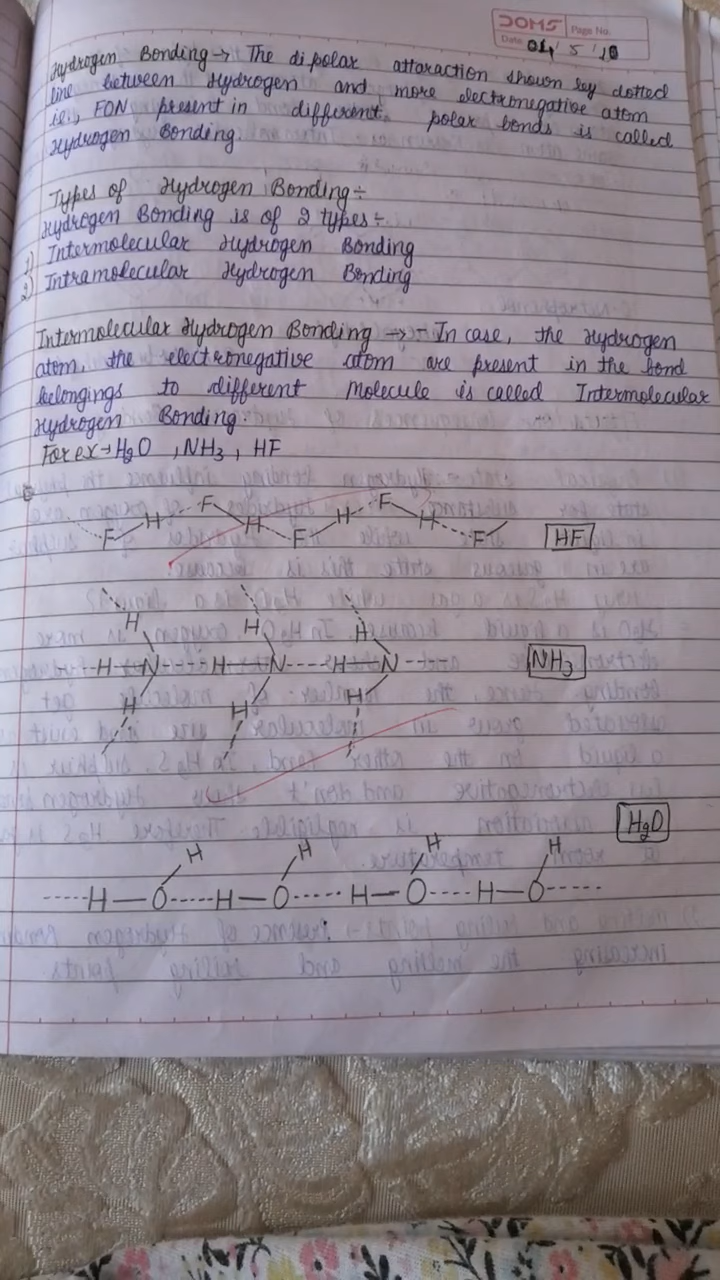 DOMS Page No.
Date 04/5/10
Hydrogen Bonding → The dipolar attaraction shown by dotted
line between Hydrogen and more electronegative atom
i.e., FON present in different polar bonds is called
Hydrogen Bonding.
Types of Hydrogen Bonding÷
Hydrogen Bonding is of 2 types÷
1) Intermolecular Hydrogen Bonding
2) Intramolecular Hydrogen Bonding
Intermolecular Hydrogen Bonding →- In case, the Hydrogen
atom, the electronegative atom are present in the bond
belongings to different Molecule is called Intermolecular
Hydrogen Bonding.
For ex → H2O , NH3 , HF
F H F H F H F H F HF
H H H
H N H N H N NH3
H H H
H2O
H H H H
H O H O H O H O